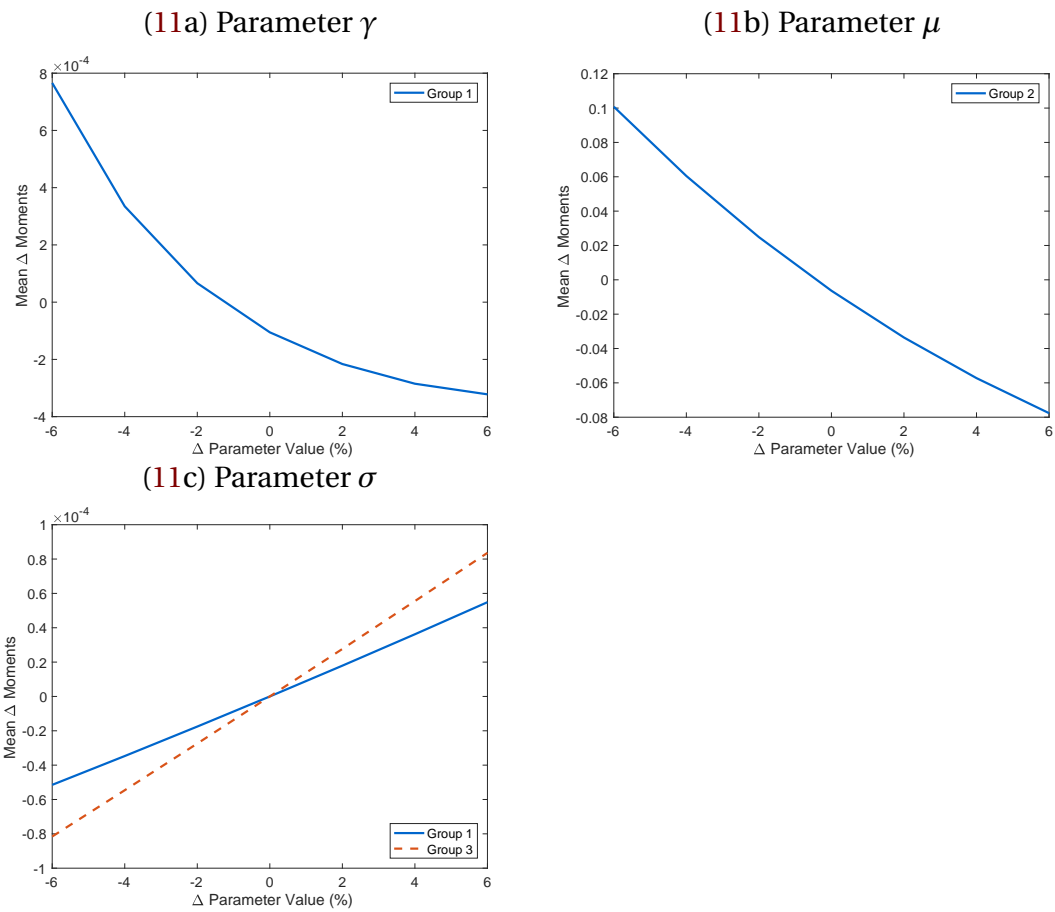 (11a) Parameter γ
×10⁻⁴
8
6
4
2
0
-2
-4
Mean Δ Moments
Group 1
-6 -4 -2 0 2 4 6
Δ Parameter Value (%)
(11b) Parameter μ
0.12
0.1
0.08
0.06
0.04
0.02
0
-0.02
-0.04
-0.06
-0.08
Mean Δ Moments
Group 2
-6 -4 -2 0 2 4 6
Δ Parameter Value (%)
(11c) Parameter σ
×10⁻⁴
1
0.8
0.6
0.4
0.2
0
-0.2
-0.4
-0.6
-0.8
-1
Mean Δ Moments
Group 1
Group 3
-6 -4 -2 0 2 4 6
Δ Parameter Value (%)